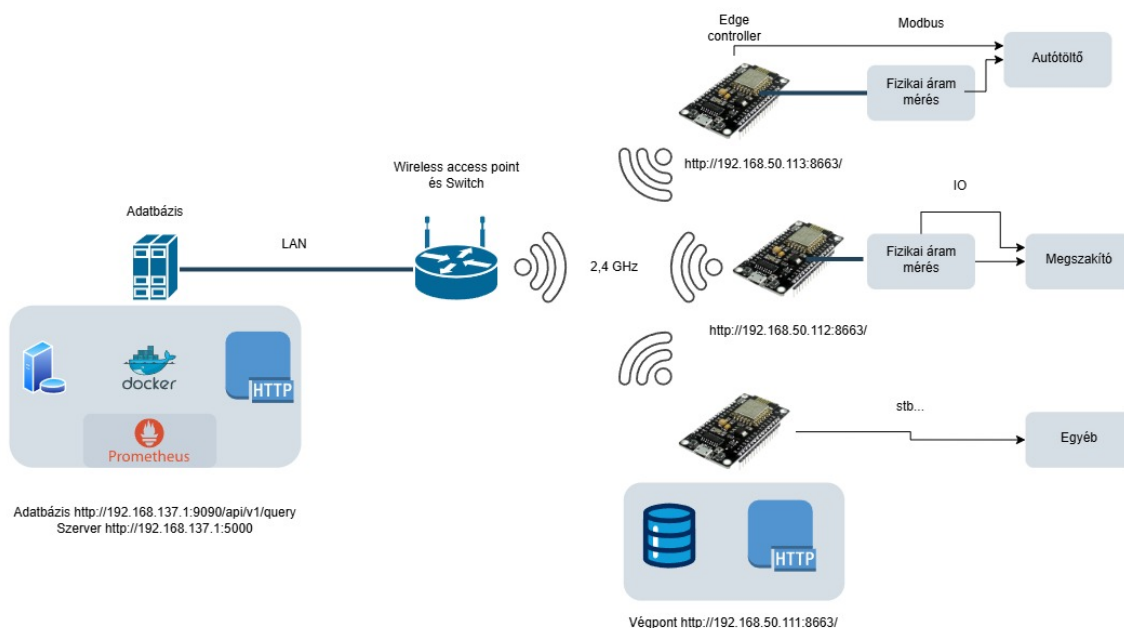 Edge
controller
Modbus
Autótöltő
Fizikai áram
mérés
http://192.168.50.113:8663/
Wireless access point
és Switch
Adatbázis
LAN
2,4 GHz
IO
Fizikai áram
mérés
Megszakító
http://192.168.50.112:8663/
docker
HTTP
Prometheus
stb...
Egyéb
Adatbázis http://192.168.137.1:9090/api/v1/query
Szerver http://192.168.137.1:5000
HTTP
Végpont http://192.168.50.111:8663/